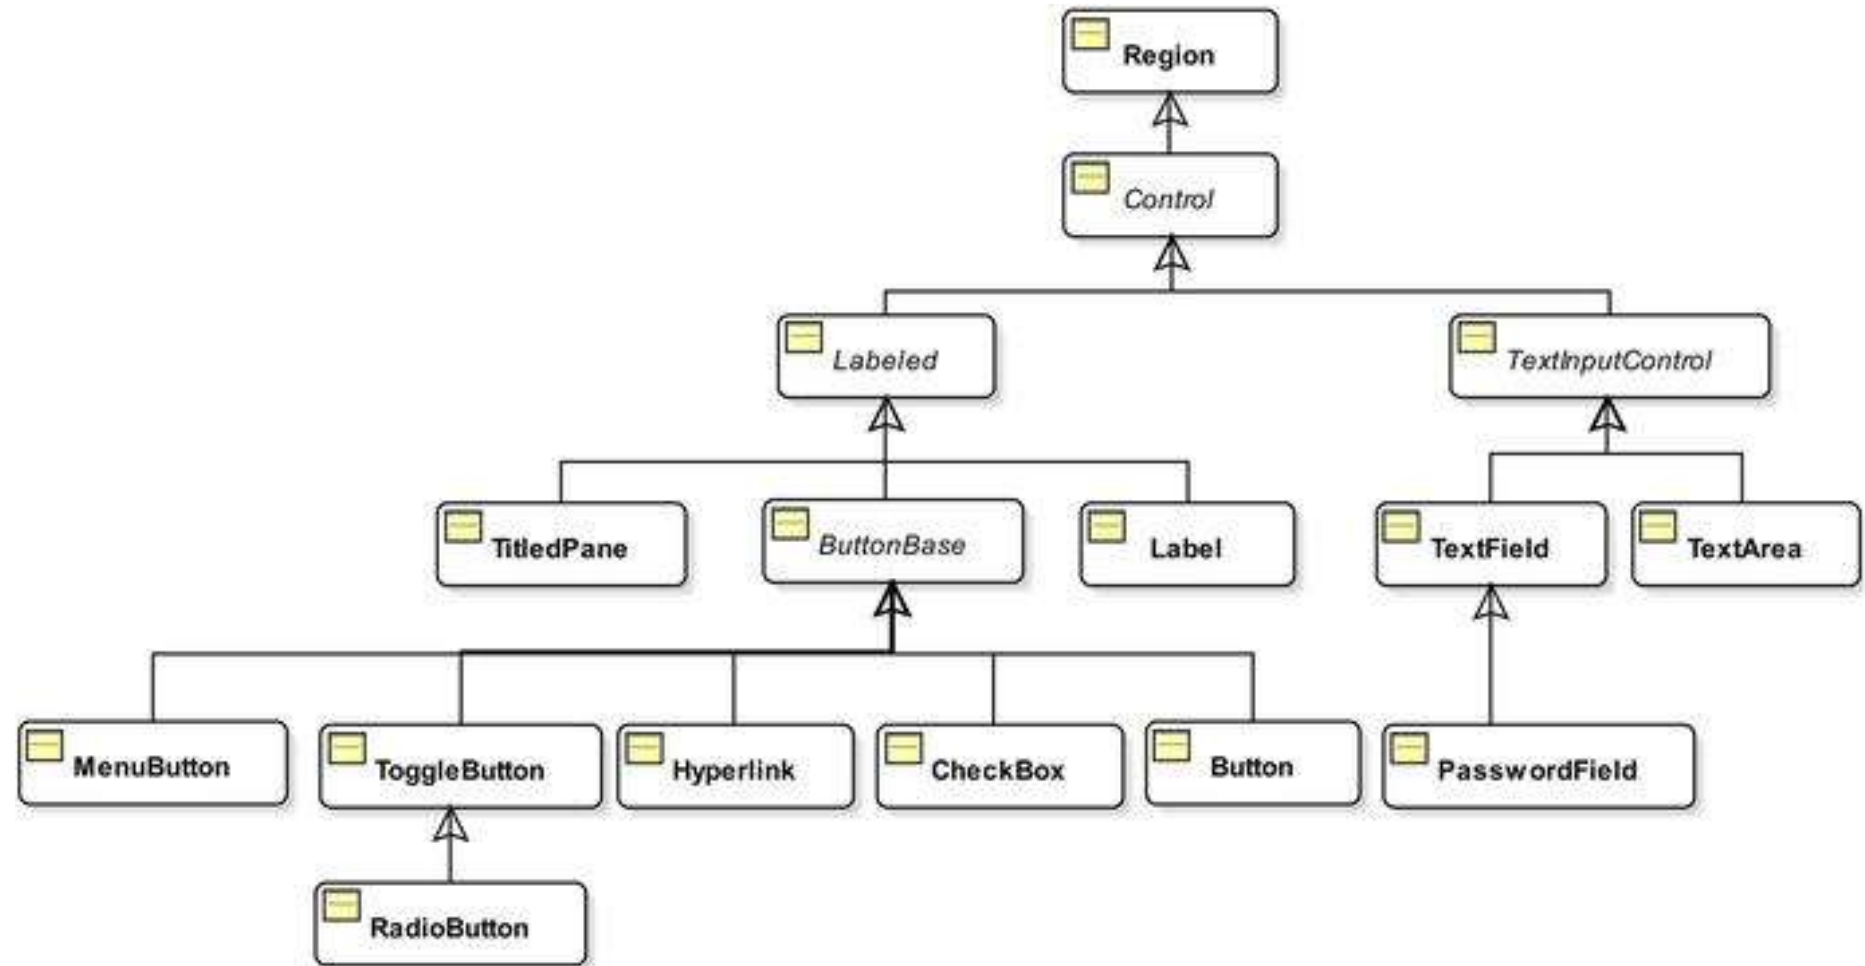 Region
Control
Labeled
TextInputControl
TitledPane
ButtonBase
Label
TextField
TextArea
MenuButton
ToggleButton
Hyperlink
CheckBox
Button
PasswordField
RadioButton